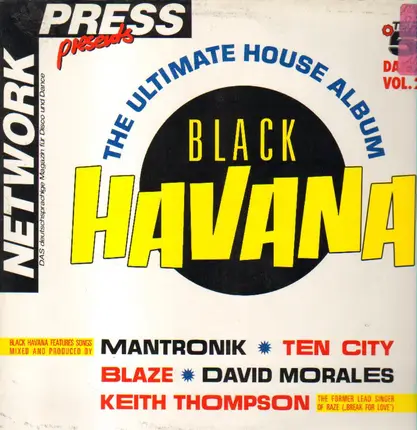 NETWORK
PRESS
presents
DAS deutschsprachige Magazin für Disco und Dance
VOL. 2
THE ULTIMATE HOUSE ALBUM
BLACK
HAVANA
BLACK HAVANA FEATURES SONGS
MIXED AND PRODUCED BY
MANTRONIK * TEN CITY
BLAZE * DAVID MORALES
KEITH THOMPSON
THE FORMER LEAD SINGER
OF RAZE („BREAK FOR LOVE")